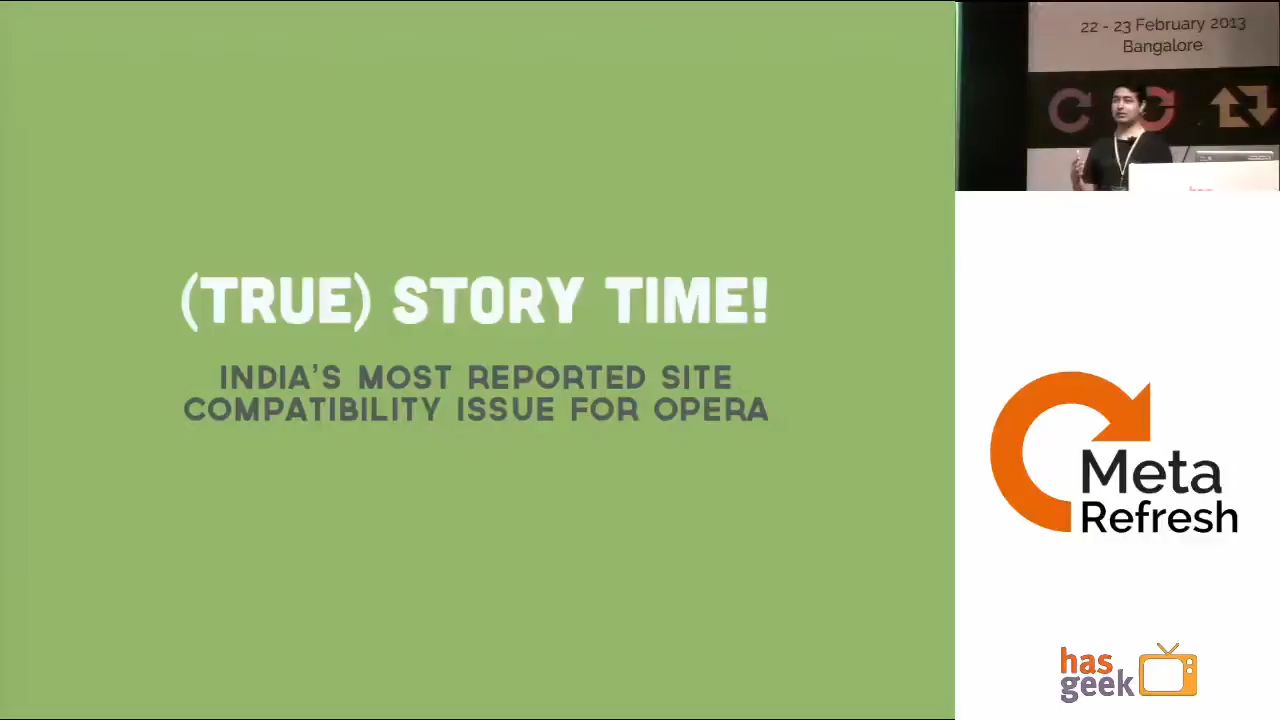 (TRUE) STORY TIME!
INDIA'S MOST REPORTED SITE
COMPATIBILITY ISSUE FOR OPERA
22 - 23 February 2013
Bangalore
Meta
Refresh
has
geek